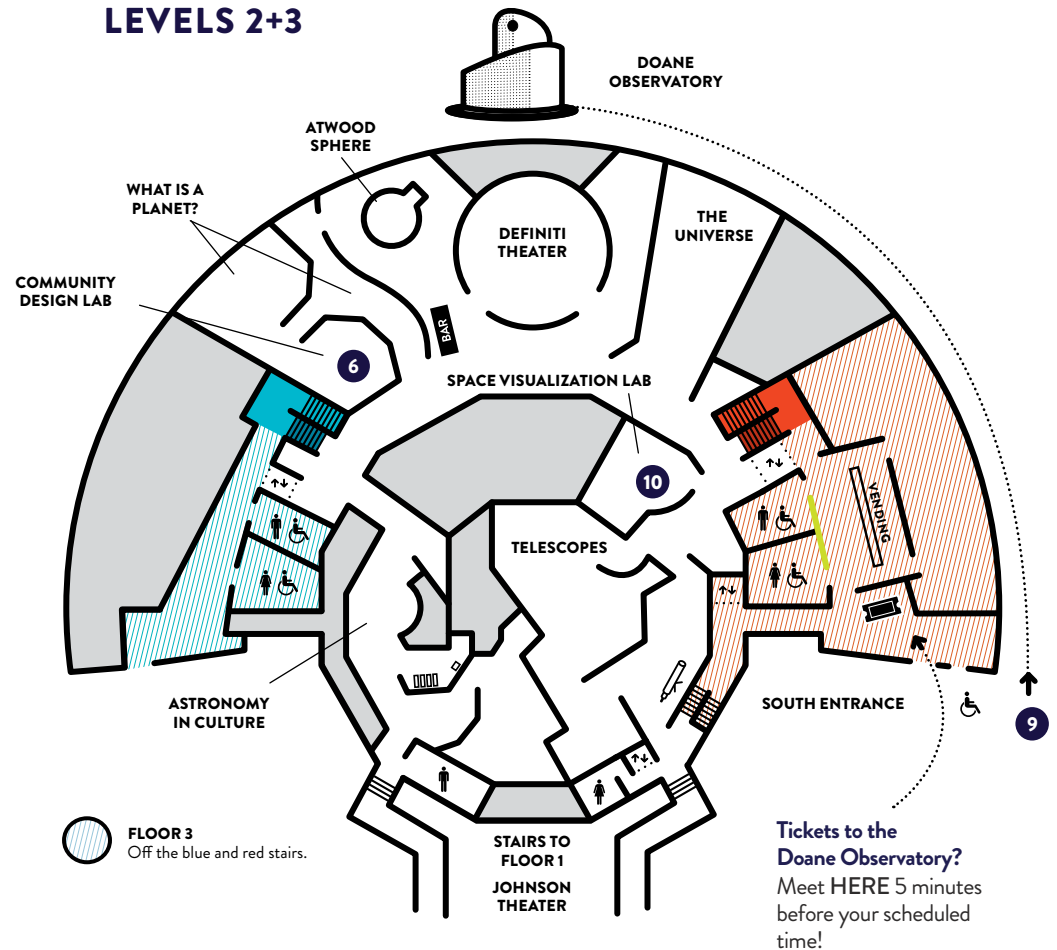 LEVELS 2+3
DOANE
OBSERVATORY
ATWOOD
SPHERE
WHAT IS A
PLANET?
THE
UNIVERSE
DEFINITI
THEATER
COMMUNITY
DESIGN LAB
BAR
6
SPACE VISUALIZATION LAB
10
VENDING
TELESCOPES
ASTRONOMY
IN CULTURE
SOUTH ENTRANCE
9
FLOOR 3
Off the blue and red stairs.
STAIRS TO
FLOOR 1
JOHNSON
THEATER
Tickets to the
Doane Observatory?
Meet HERE 5 minutes
before your scheduled
time!